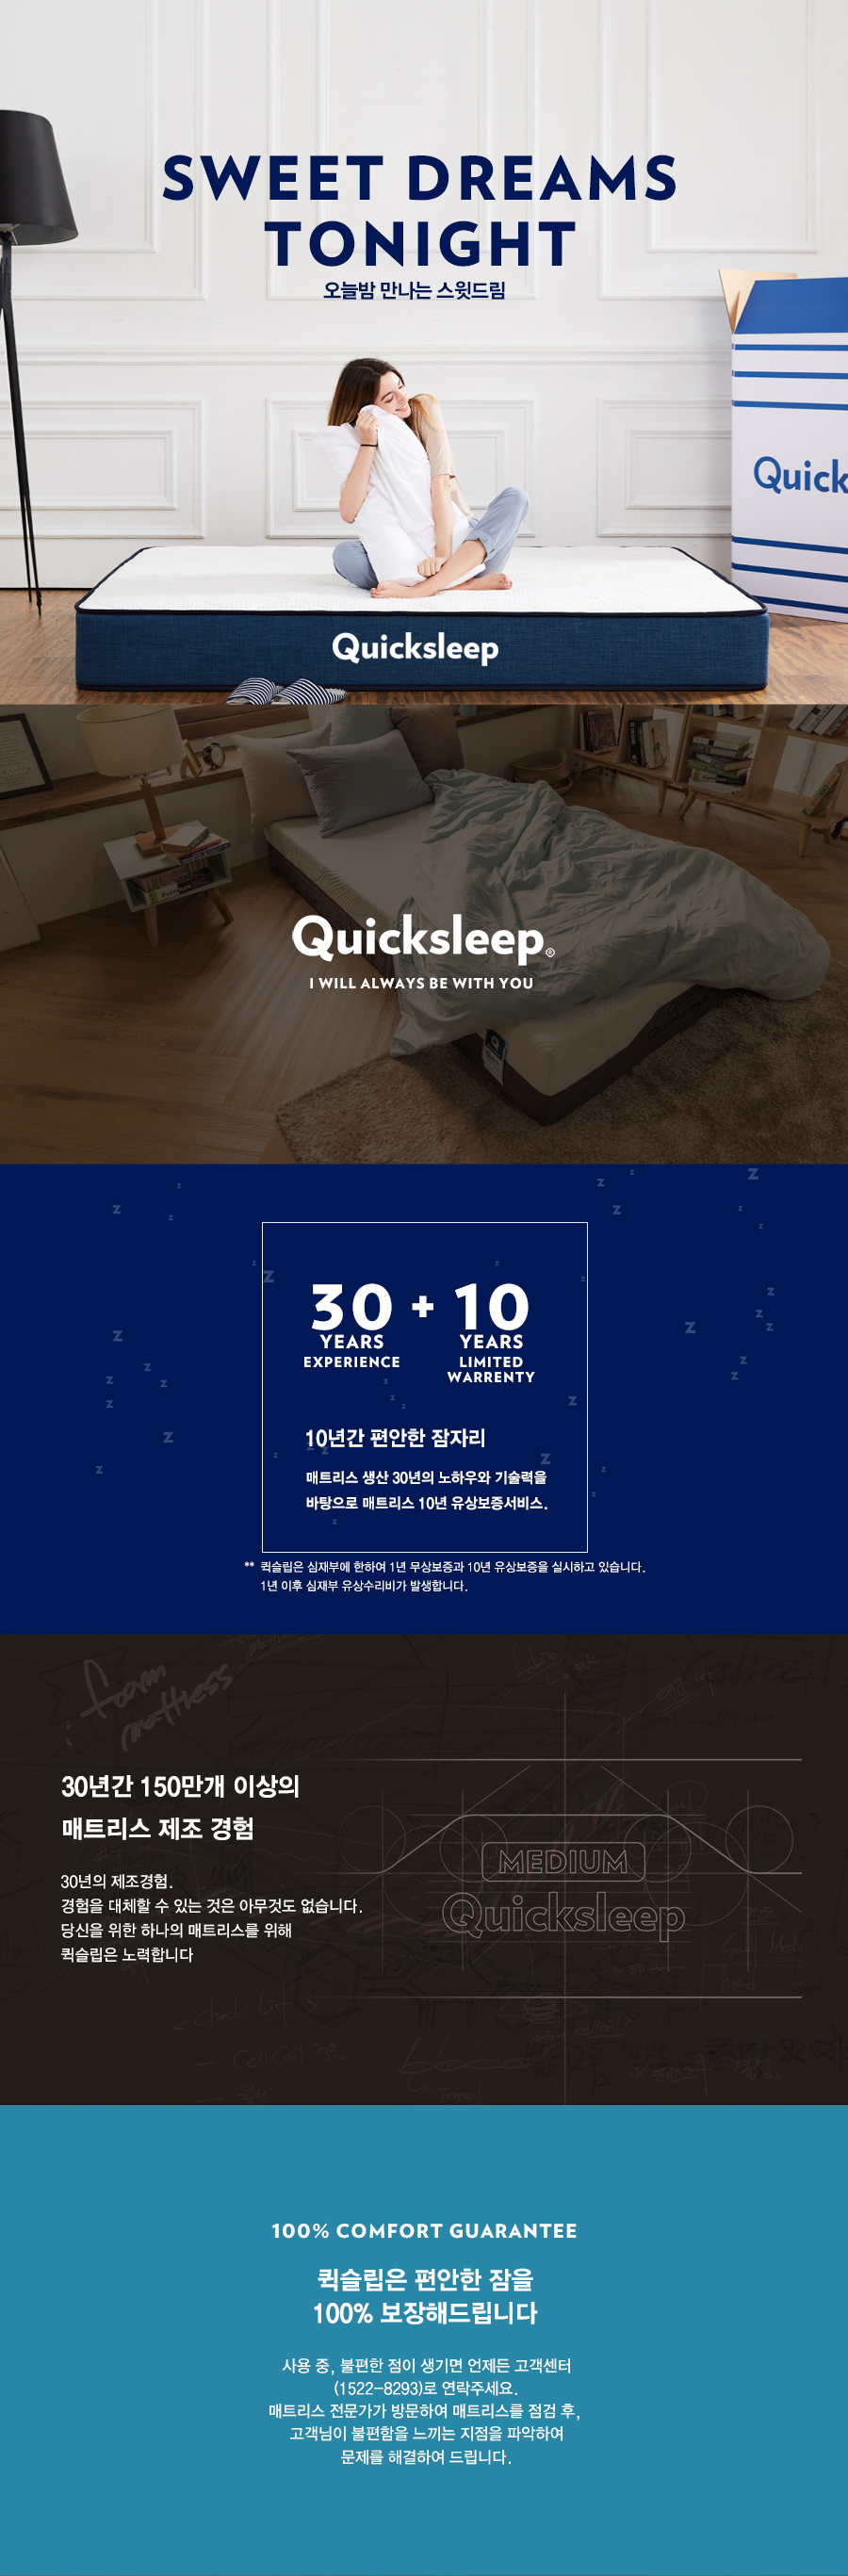 SWEET DREAMS
TONIGHT
오늘밤 만나는 스윗드림
Quick
Quicksleep
Quicksleep®
I WILL ALWAYS BE WITH YOU
30 + 10
YEARS YEARS
EXPERIENCE LIMITED
WARRENTY
10년간 편안한 잠자리
매트리스 생산 30년의 노하우와 기술력을
바탕으로 매트리스 10년 유상보증서비스.
** 퀵슬립은 심재부에 한하여 1년 무상보증과 10년 유상보증을 실시하고 있습니다.
1년 이후 심재부 유상수리비가 발생합니다.
foam
mattress
30년간 150만개 이상의
매트리스 제조 경험
30년의 제조경험.
경험을 대체할 수 있는 것은 아무것도 없습니다.
당신을 위한 하나의 매트리스를 위해
퀵슬립은 노력합니다
MEDIUM
Quicksleep
< Check List >
100% COMFORT GUARANTEE
퀵슬립은 편안한 잠을
100% 보장해드립니다
사용 중, 불편한 점이 생기면 언제든 고객센터
(1522-8293)로 연락주세요.
매트리스 전문가가 방문하여 매트리스를 점검 후,
고객님이 불편함을 느끼는 지점을 파악하여
문제를 해결하여 드립니다.